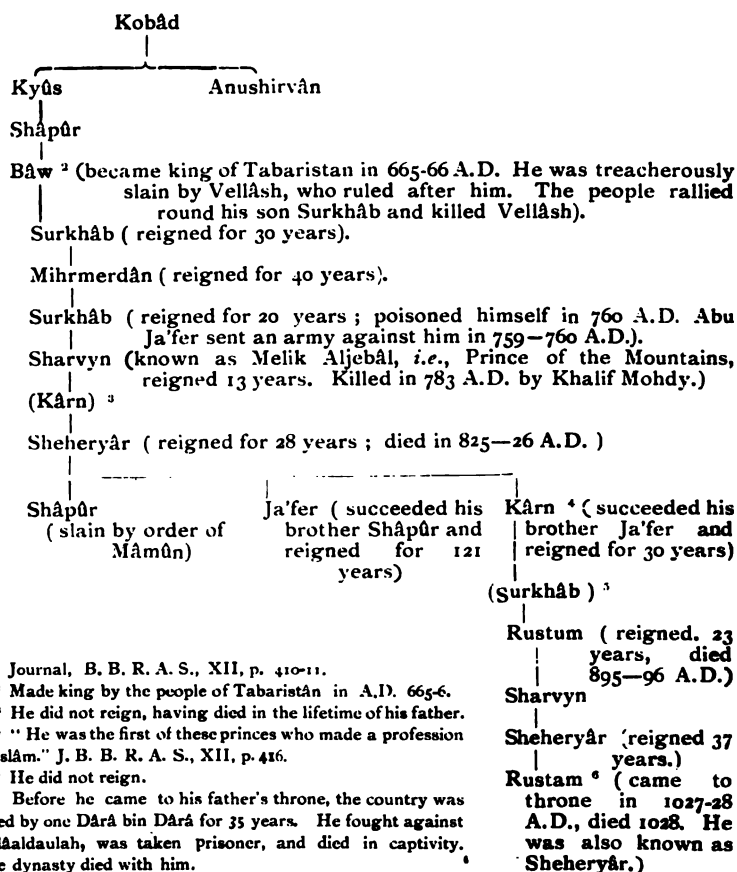 Kobâd
Kyûs Anushirvân
Shâpûr
Bâw ² (became king of Tabaristan in 665-66 A.D. He was treacherously
slain by Vellâsh, who ruled after him. The people rallied
round his son Surkhâb and killed Vellâsh).
Surkhâb ( reigned for 30 years).
Mihrmerdân ( reigned for 40 years).
Surkhâb ( reigned for 20 years ; poisoned himself in 760 A.D. Abu
Ja'fer sent an army against him in 759—760 A.D.).
Sharvyn (known as Melik Aljebâl, i.e., Prince of the Mountains,
reigned 13 years. Killed in 783 A.D. by Khalif Mohdy.)
(Kârn) ³
Sheheryâr ( reigned for 28 years ; died in 825—26 A.D. )
Shâpûr
( slain by order of
Mâmûn)
Ja'fer ( succeeded his
brother Shâpûr and
reigned for 121
years)
Kârn ⁴ ( succeeded his
brother Ja'fer and
reigned for 30 years)
(Surkhâb ) ⁵
Rustum ( reigned. 23
years, died
895—96 A.D.)
Sharvyn
Sheheryâr (reigned 37
years.)
Rustam ⁶ ( came to
throne in 1027-28
A.D., died 1028. He
was also known as
Sheheryâr.)
Journal, B. B. R. A. S., XII, p. 410-11.
Made king by the people of Tabaristân in A.D. 665-6.
He did not reign, having died in the lifetime of his father.
" He was the first of these princes who made a profession
slâm." J. B. B. R. A. S., XII, p. 416.
He did not reign.
Before he came to his father's throne, the country was
ed by one Dârâ bin Dârâ for 35 years. He fought against
âaldaulah, was taken prisoner, and died in captivity.
e dynasty died with him.